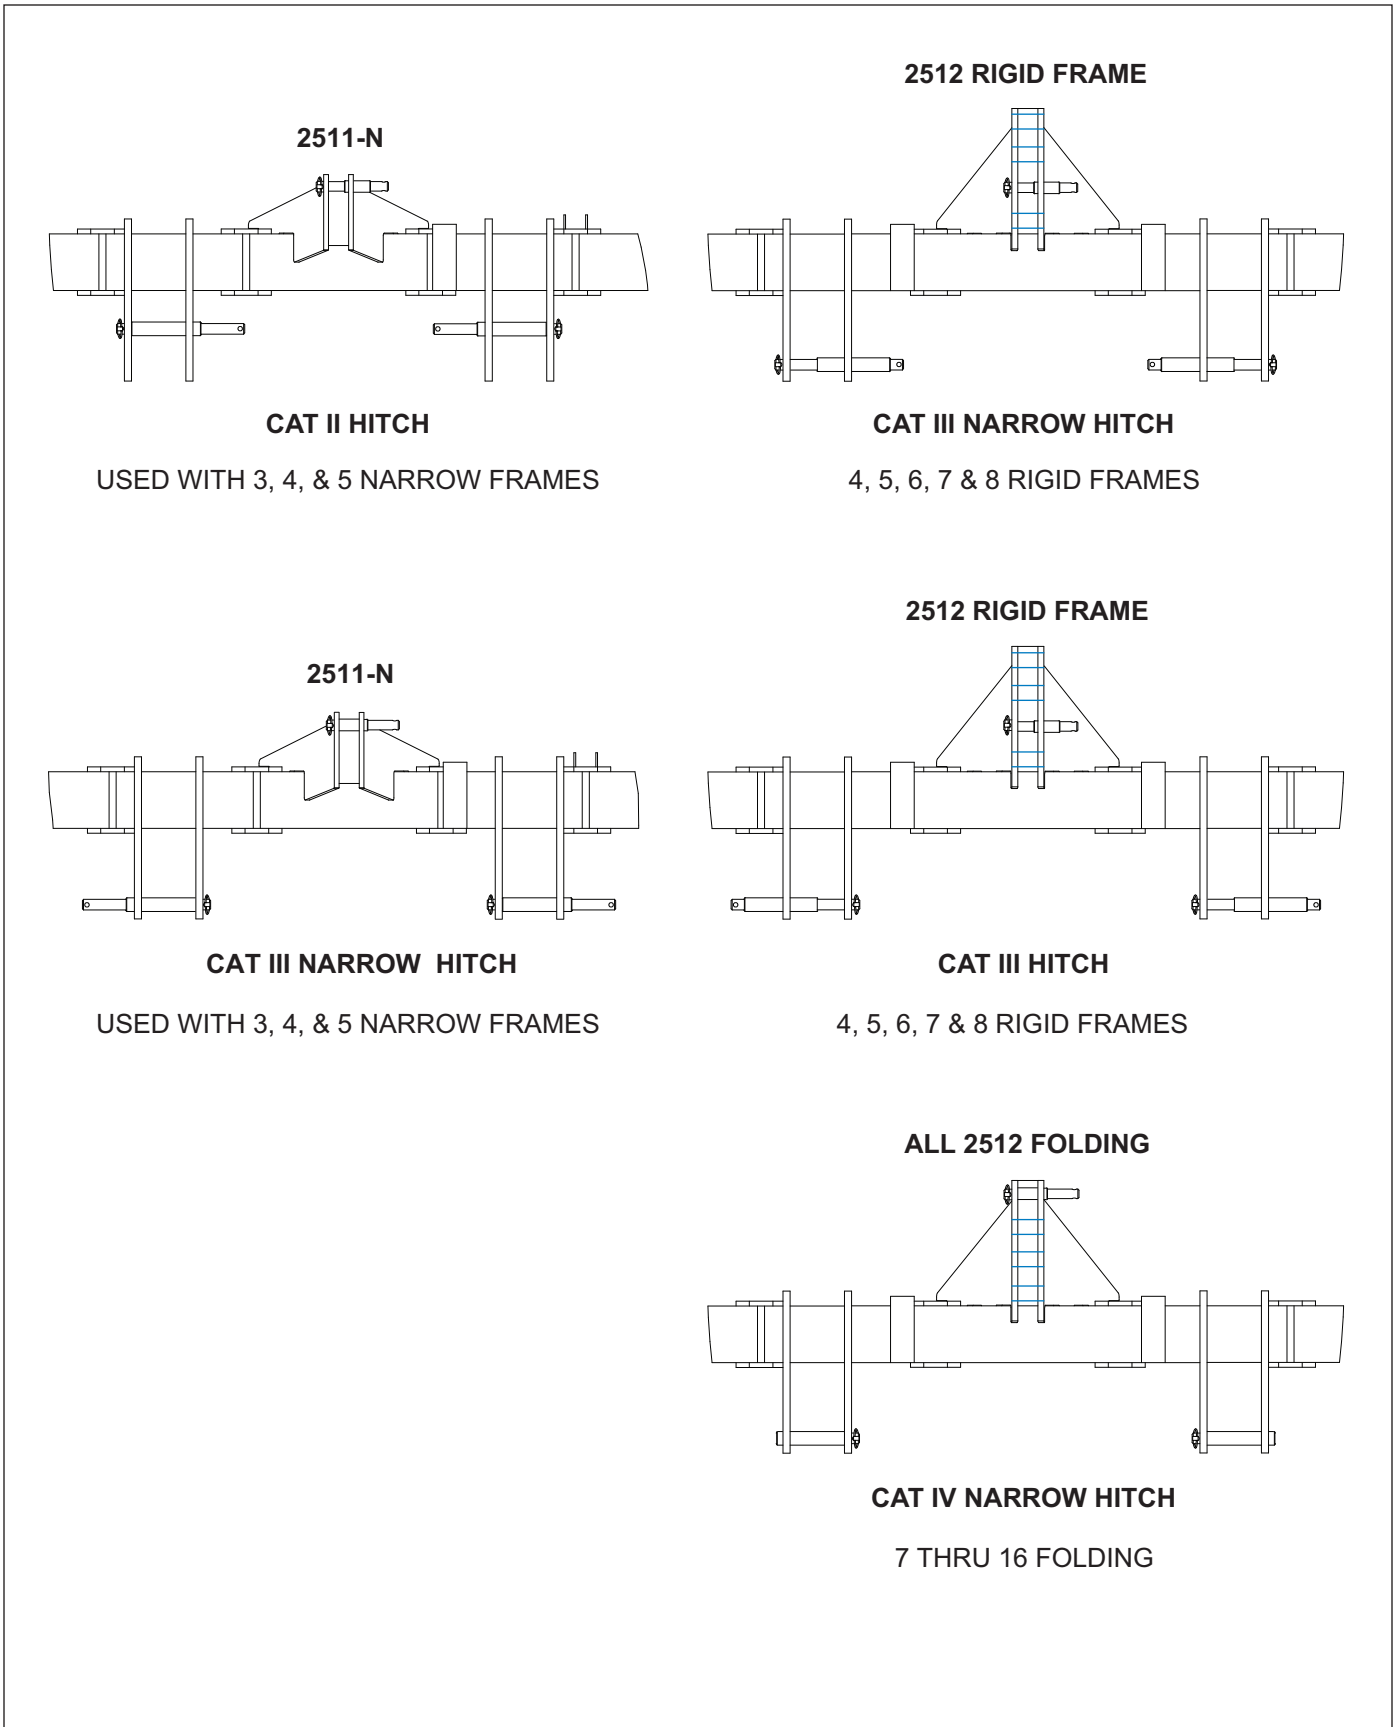 2511-N
CAT II HITCH
USED WITH 3, 4, & 5 NARROW FRAMES
2512 RIGID FRAME
CAT III NARROW HITCH
4, 5, 6, 7 & 8 RIGID FRAMES
2511-N
CAT III NARROW  HITCH
USED WITH 3, 4, & 5 NARROW FRAMES
2512 RIGID FRAME
CAT III HITCH
4, 5, 6, 7 & 8 RIGID FRAMES
ALL 2512 FOLDING
CAT IV NARROW HITCH
7 THRU 16 FOLDING